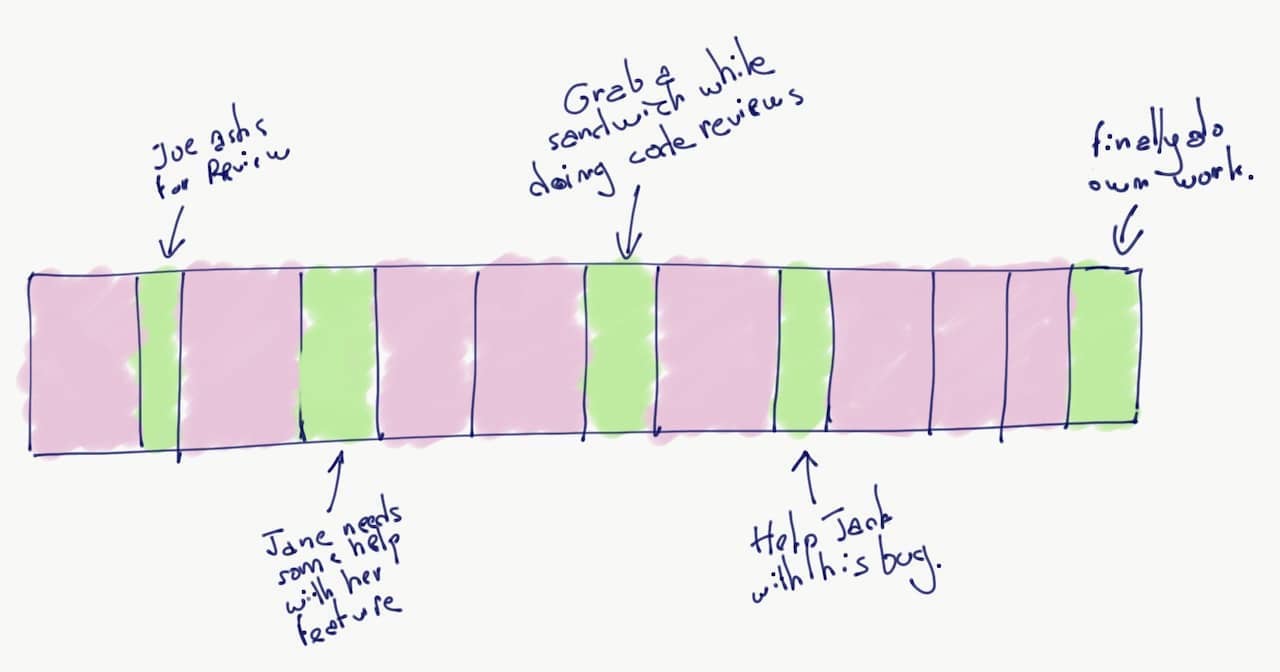 Joe asks
for Review
Grab a
sandwich while
doing code reviews
finally do
own work.
Jane needs
some help
with her
feature
Help Jack
with his bug.